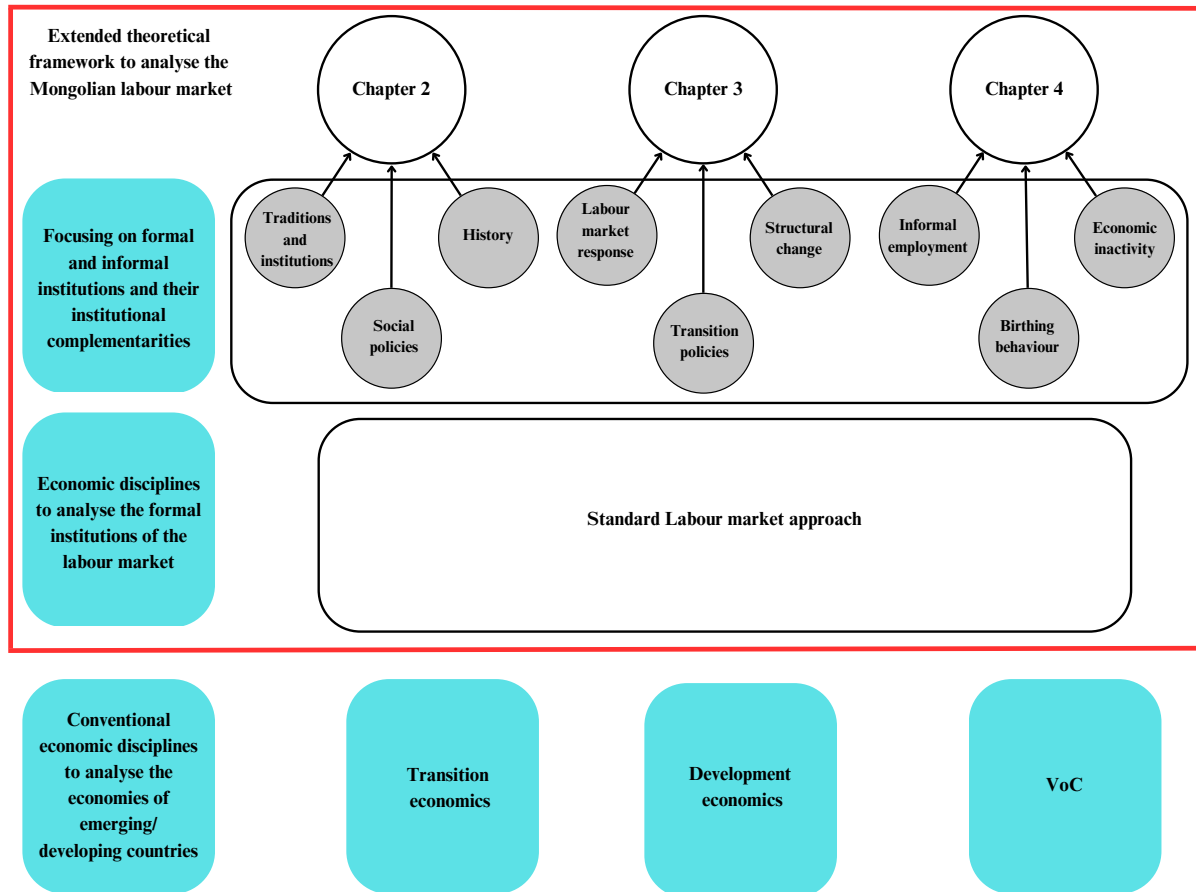 Extended theoretical
framework to analyse the
Mongolian labour market
Chapter 2
Chapter 3
Chapter 4
Focusing on formal
and informal
institutions and their
institutional
complementarities
Traditions and
and
institutions
History
Social
policies
Labour
market
response
Structural
change
Transition
policies
Informal
employment
Economic
inactivity
Birthing
behaviour
Economic disciplines
to analyse the formal
institutions of the
labour market
Standard Labour market approach
Conventional
economic disciplines
to analyse the
economies of
emerging/
developing countries
Transition
economics
Development
economics
VoC